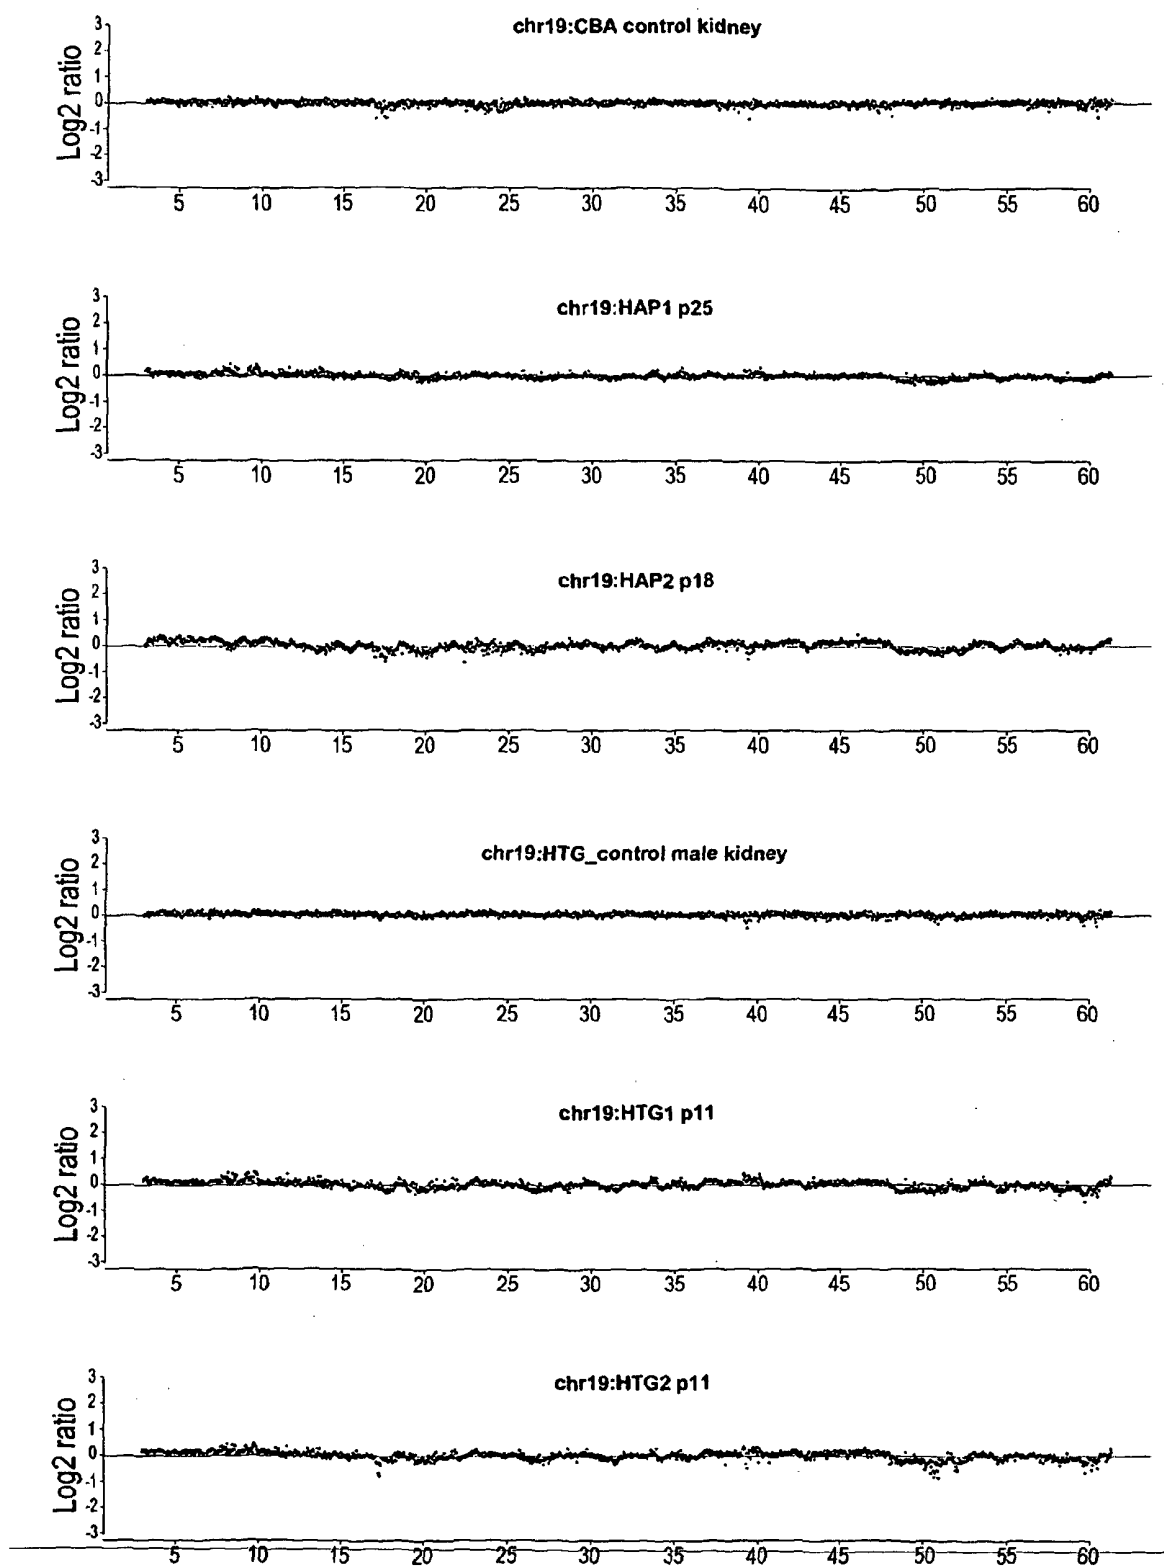 chr19:CBA control kidney
Log2 ratio
3
2
1
0
-1
-2
-3
5 10 15 20 25 30 35 40 45 50 55 60
chr19:HAP1 p25
Log2 ratio
3
2
1
0
-1
-2
-3
5 10 15 20 25 30 35 40 45 50 55 60
chr19:HAP2 p18
Log2 ratio
3
2
1
0
-1
-2
-3
5 10 15 20 25 30 35 40 45 50 55 60
chr19:HTG_control male kidney
Log2 ratio
3
2
1
0
-1
-2
-3
5 10 15 20 25 30 35 40 45 50 55 60
chr19:HTG1 p11
Log2 ratio
3
2
1
0
-1
-2
-3
5 10 15 20 25 30 35 40 45 50 55 60
chr19:HTG2 p11
Log2 ratio
3
2
1
0
-1
-2
-3
5 10 15 20 25 30 35 40 45 50 55 60